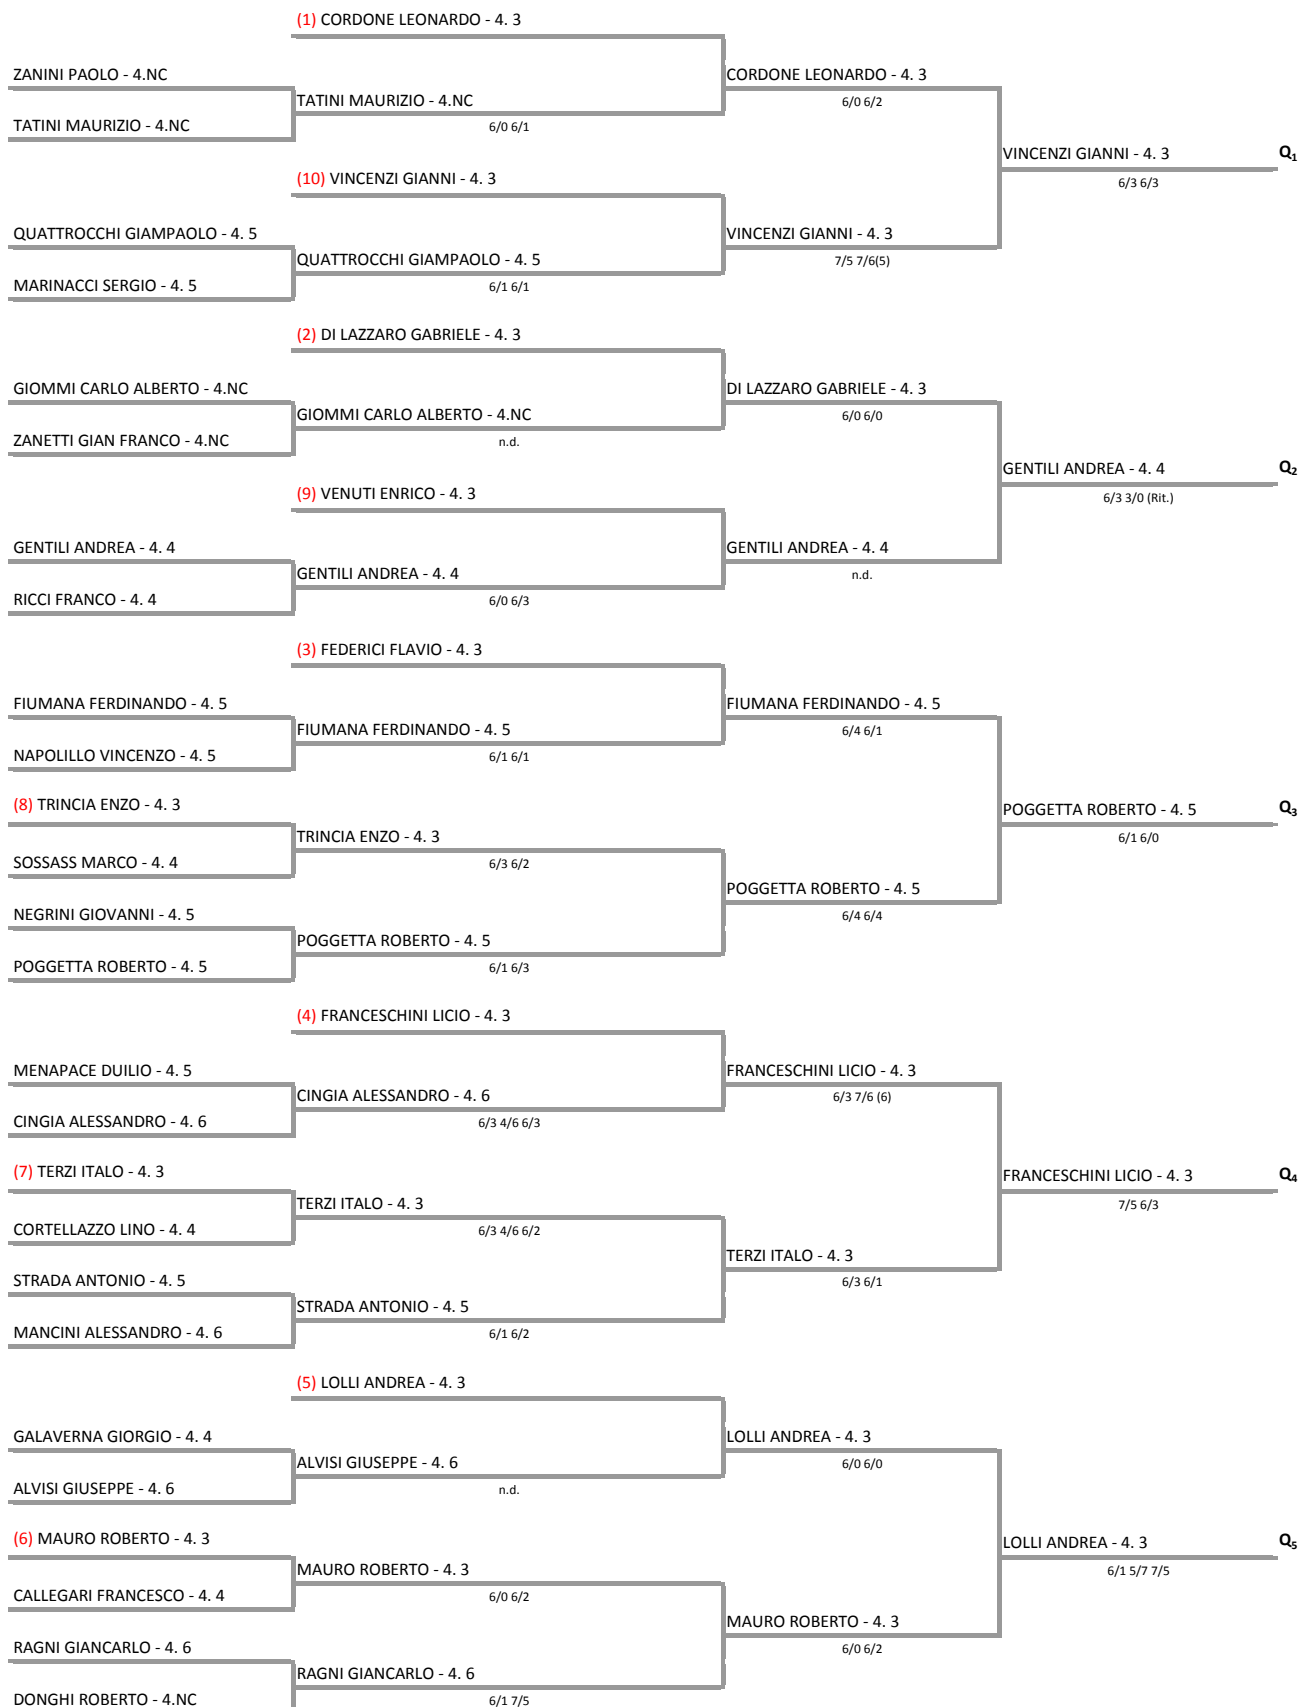 (1) CORDONE LEONARDO - 4. 3
ZANINI PAOLO - 4.NC
CORDONE LEONARDO - 4. 3
TATINI MAURIZIO - 4.NC
6/0 6/2
TATINI MAURIZIO - 4.NC
6/0 6/1
VINCENZI GIANNI - 4. 3
Q1
(10) VINCENZI GIANNI - 4. 3
6/3 6/3
QUATTROCCHI GIAMPAOLO - 4. 5
VINCENZI GIANNI - 4. 3
QUATTROCCHI GIAMPAOLO - 4. 5
7/5 7/6(5)
MARINACCI SERGIO - 4. 5
6/1 6/1
(2) DI LAZZARO GABRIELE - 4. 3
GIOMMI CARLO ALBERTO - 4.NC
DI LAZZARO GABRIELE - 4. 3
GIOMMI CARLO ALBERTO - 4.NC
6/0 6/0
ZANETTI GIAN FRANCO - 4.NC
n.d.
GENTILI ANDREA - 4. 4
Q2
(9) VENUTI ENRICO - 4. 3
6/3 3/0 (Rit.)
GENTILI ANDREA - 4. 4
GENTILI ANDREA - 4. 4
GENTILI ANDREA - 4. 4
n.d.
RICCI FRANCO - 4. 4
6/0 6/3
(3) FEDERICI FLAVIO - 4. 3
FIUMANA FERDINANDO - 4. 5
FIUMANA FERDINANDO - 4. 5
FIUMANA FERDINANDO - 4. 5
6/4 6/1
NAPOLILLO VINCENZO - 4. 5
6/1 6/1
(8) TRINCIA ENZO - 4. 3
POGGETTA ROBERTO - 4. 5
Q3
TRINCIA ENZO - 4. 3
6/1 6/0
SOSSASS MARCO - 4. 4
6/3 6/2
POGGETTA ROBERTO - 4. 5
NEGRINI GIOVANNI - 4. 5
6/4 6/4
POGGETTA ROBERTO - 4. 5
POGGETTA ROBERTO - 4. 5
6/1 6/3
(4) FRANCESCHINI LICIO - 4. 3
MENAPACE DUILIO - 4. 5
FRANCESCHINI LICIO - 4. 3
CINGIA ALESSANDRO - 4. 6
6/3 7/6 (6)
CINGIA ALESSANDRO - 4. 6
6/3 4/6 6/3
(7) TERZI ITALO - 4. 3
FRANCESCHINI LICIO - 4. 3
Q4
TERZI ITALO - 4. 3
7/5 6/3
CORTELLAZZO LINO - 4. 4
6/3 4/6 6/2
TERZI ITALO - 4. 3
STRADA ANTONIO - 4. 5
6/3 6/1
STRADA ANTONIO - 4. 5
MANCINI ALESSANDRO - 4. 6
6/1 6/2
(5) LOLLI ANDREA - 4. 3
GALAVERNA GIORGIO - 4. 4
LOLLI ANDREA - 4. 3
ALVISI GIUSEPPE - 4. 6
6/0 6/0
ALVISI GIUSEPPE - 4. 6
n.d.
(6) MAURO ROBERTO - 4. 3
LOLLI ANDREA - 4. 3
Q5
MAURO ROBERTO - 4. 3
6/1 5/7 7/5
CALLEGARI FRANCESCO - 4. 4
6/0 6/2
MAURO ROBERTO - 4. 3
RAGNI GIANCARLO - 4. 6
6/0 6/2
RAGNI GIANCARLO - 4. 6
DONGHI ROBERTO - 4.NC
6/1 7/5